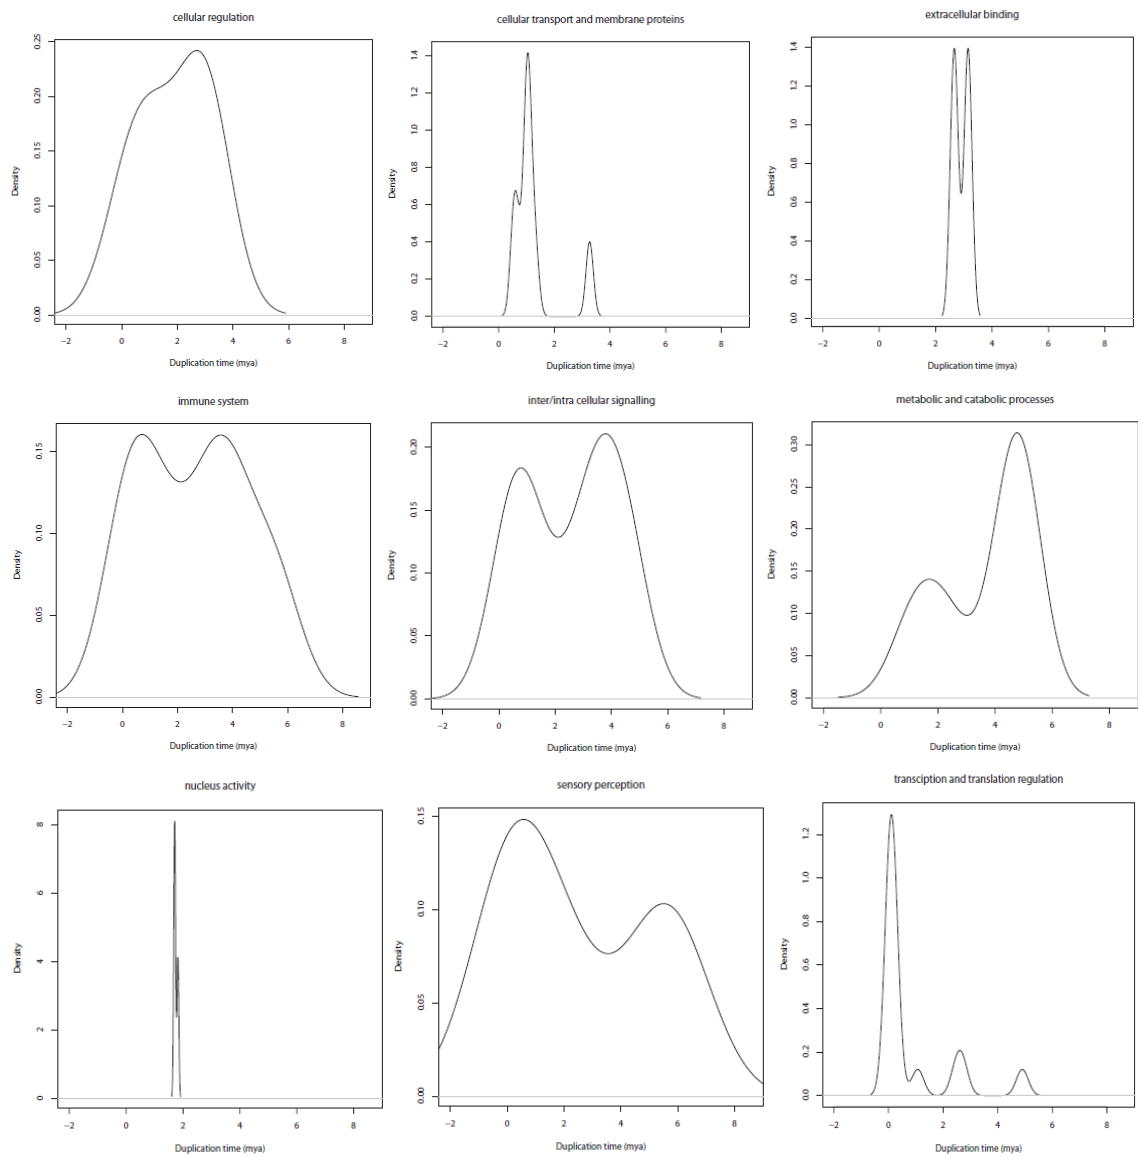 cellular regulation
cellular transport and membrane proteins
extracellular binding
0.25
0.20
0.15
0.10
0.05
0.00
Density
−2 0 2 4 6 8
Duplication time (mya)
1.4
1.2
1.0
0.8
0.6
0.4
0.2
0.0
Density
−2 0 2 4 6 8
Duplication time (mya)
1.4
1.2
1.0
0.8
0.6
0.4
0.2
0.0
Density
−2 0 2 4 6 8
Duplication time (mya)
immune system
inter/intra cellular signalling
metabolic and catabolic processes
0.15
0.10
0.05
0.00
Density
−2 0 2 4 6 8
Duplication time (mya)
0.20
0.15
0.10
0.05
0.00
Density
−2 0 2 4 6 8
Duplication time (mya)
0.30
0.25
0.20
0.15
0.10
0.05
0.00
Density
−2 0 2 4 6 8
Duplication time (mya)
nucleus activity
sensory perception
transciption and translation regulation
8
6
4
2
0
Density
−2 0 2 4 6 8
Duplication time (mya)
0.15
0.10
0.05
0.00
Density
−2 0 2 4 6 8
Duplication time (mya)
1.2
1.0
0.8
0.6
0.4
0.2
0.0
Density
−2 0 2 4 6 8
Duplication time (mya)